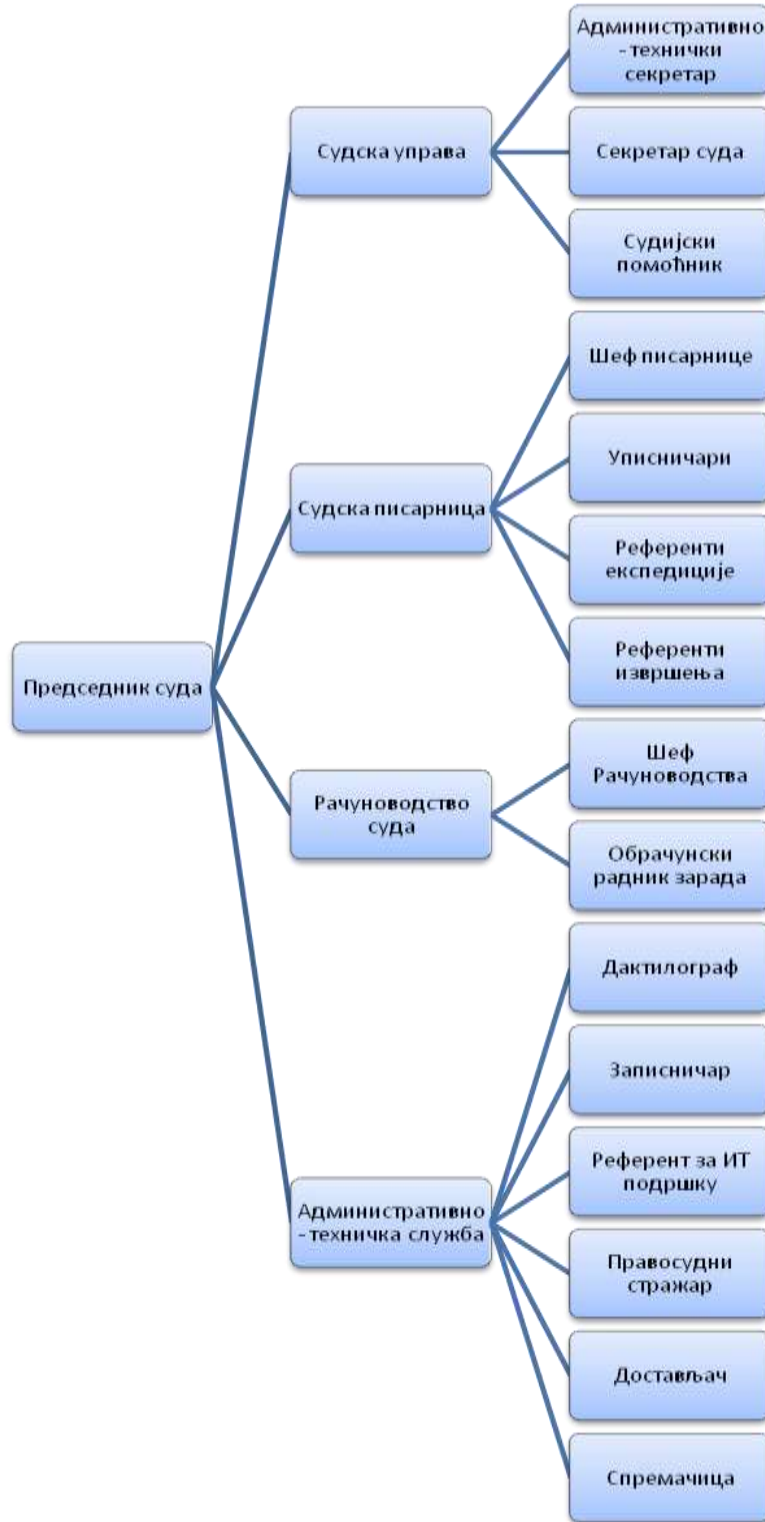 Председник суда
Судска управа
Административно
- технички
секретар
Секретар суда
Судијски
помоћник
Судска писарница
Шеф писарнице
Уписничари
Референти
експедиције
Референти
извршења
Рачуноводство
суда
Шеф
Рачуноводства
Обрачунски
радник зарада
Административно
- техничка служба
Дактилограф
Записничар
Референт за ИТ
подршку
Правосудни
стражар
Достављач
Спремачица